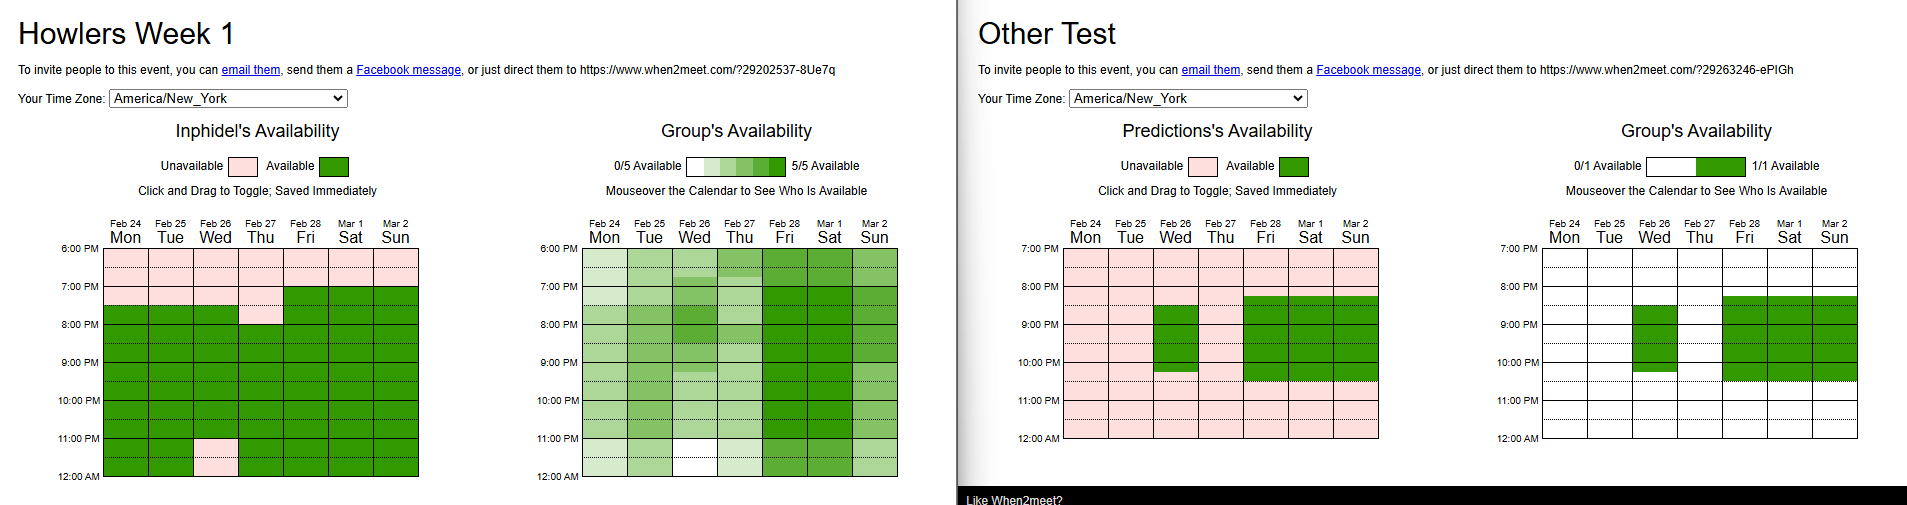 Howlers Week 1
To invite people to this event, you can email them, send them a Facebook message, or just direct them to https://www.when2meet.com/?29202537-8Ue7q
Your Time Zone: America/New_York
Inphidel's Availability
Unavailable Available
Click and Drag to Toggle; Saved Immediately
Feb 24 Feb 25 Feb 26 Feb 27 Feb 28 Mar 1 Mar 2
Mon Tue Wed Thu Fri Sat Sun
6:00 PM
7:00 PM
8:00 PM
9:00 PM
10:00 PM
11:00 PM
12:00 AM
Group's Availability
0/5 Available 5/5 Available
Mouseover the Calendar to See Who Is Available
Feb 24 Feb 25 Feb 26 Feb 27 Feb 28 Mar 1 Mar 2
Mon Tue Wed Thu Fri Sat Sun
6:00 PM
7:00 PM
8:00 PM
9:00 PM
10:00 PM
11:00 PM
12:00 AM
Other Test
To invite people to this event, you can email them, send them a Facebook message, or just direct them to https://www.when2meet.com/?29263246-ePIGh
Your Time Zone: America/New_York
Predictions's Availability
Unavailable Available
Click and Drag to Toggle; Saved Immediately
Feb 24 Feb 25 Feb 26 Feb 27 Feb 28 Mar 1 Mar 2
Mon Tue Wed Thu Fri Sat Sun
7:00 PM
8:00 PM
9:00 PM
10:00 PM
11:00 PM
12:00 AM
Group's Availability
0/1 Available 1/1 Available
Mouseover the Calendar to See Who Is Available
Feb 24 Feb 25 Feb 26 Feb 27 Feb 28 Mar 1 Mar 2
Mon Tue Wed Thu Fri Sat Sun
7:00 PM
8:00 PM
9:00 PM
10:00 PM
11:00 PM
12:00 AM
Like When2meet?